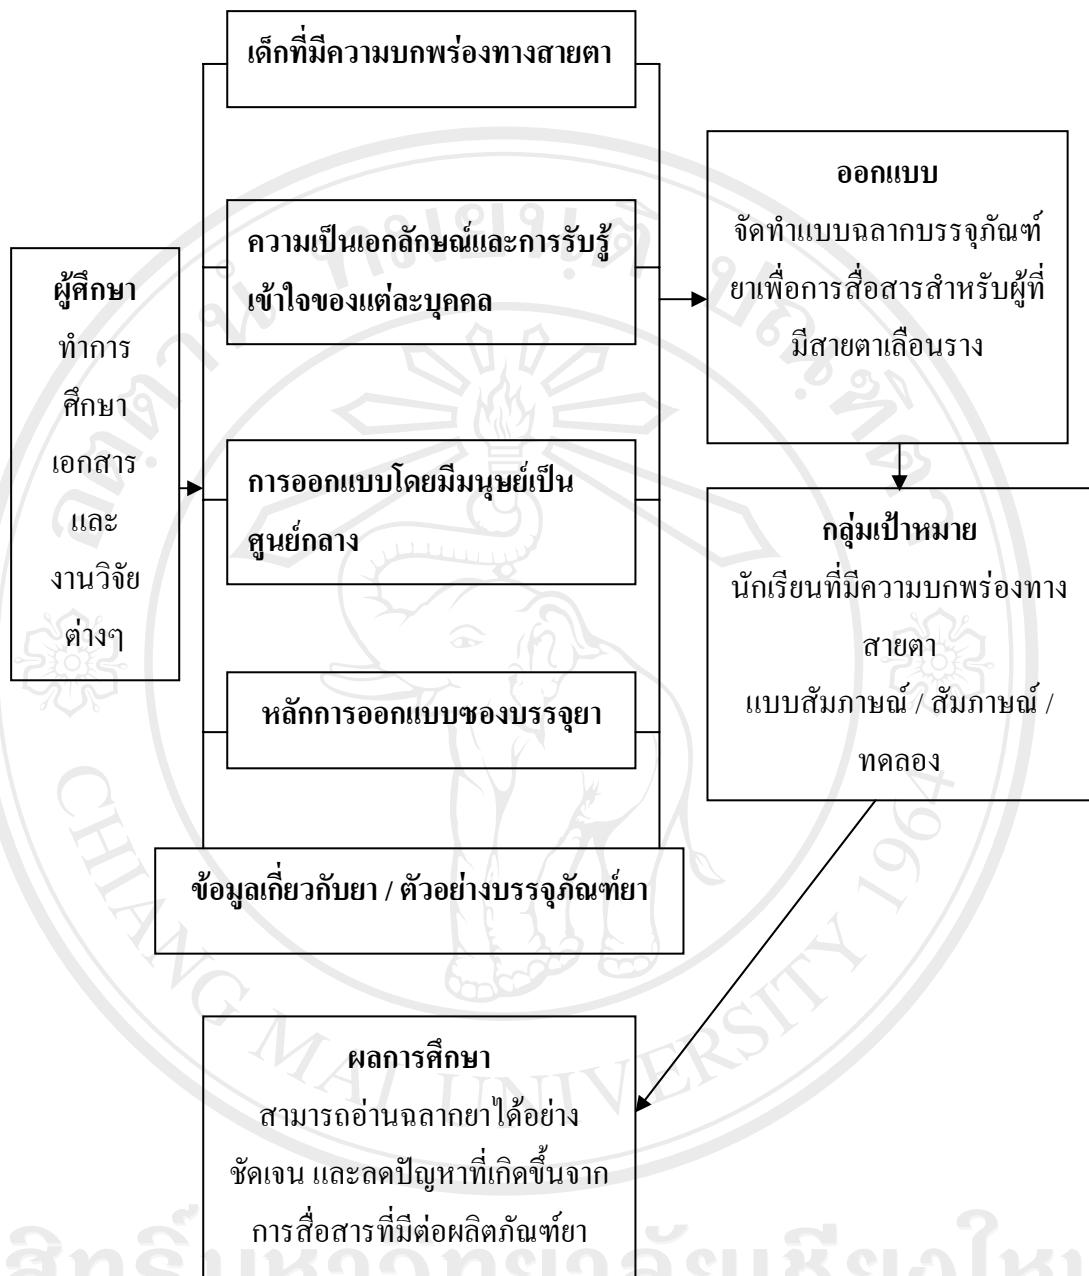 เด็กที่มีความบกพร่องทางสายตา
ความเป็นเอกลักษณ์และการรับรู้
เข้าใจของแต่ละบุคคล
ผู้ศึกษา
ทำการ
ศึกษา
เอกสาร
และ
งานวิจัย
ต่างๆ
การออกแบบโดยมีมนุษย์เป็น
ศูนย์กลาง
หลักการออกแบบซองบรรจุยา
ข้อมูลเกี่ยวกับยา / ตัวอย่างบรรจุภัณฑ์ยา
ออกแบบ
จัดทำแบบฉลากบรรจุภัณฑ์
ยาเพื่อการสื่อสารสำหรับผู้ที่
มีสายตาเลือนราง
กลุ่มเป้าหมาย
นักเรียนที่มีความบกพร่องทาง
สายตา
แบบสัมภาษณ์ / สัมภาษณ์ /
ทดลอง
ผลการศึกษา
สามารถอ่านฉลากยาได้อย่าง
ชัดเจน และลดปัญหาที่เกิดขึ้นจาก
การสื่อสารที่มีต่อผลิตภัณฑ์ยา
CHIANG MAI UNIVERSITY 1964